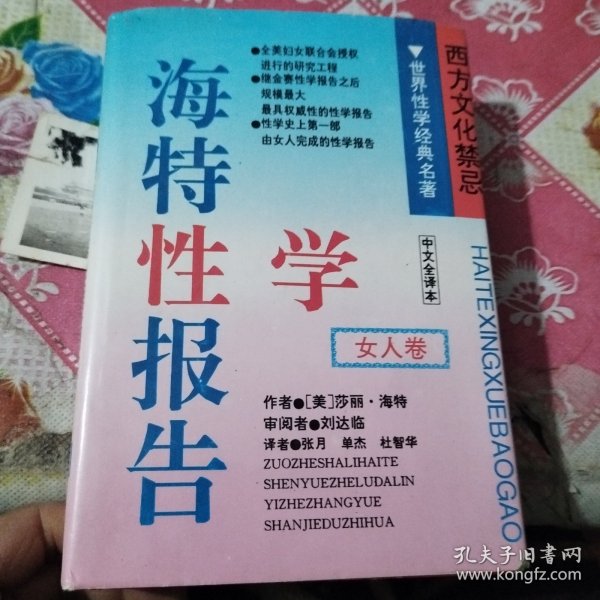 ●全美妇女联合会授权
进行的研究工程
●继金赛性学报告之后
规模最大
最具权威性的性学报告
●性学史上第一部
由女人完成的性学报告
西方文化禁忌
▼世界性学经典名著
中文全译本
HAITEXINGXUEBAOGAO
海特性学报告
女人卷
作者●[美]莎丽·海特
审阅者●刘达临
译者●张月 单杰 杜智华
ZUOZHESHALIHAITE
SHENYUEZHELUDALIN
YIZHEZHANGYUE
SHANJIEDUZHIHUA
孔夫子旧书网
www.kongfz.com